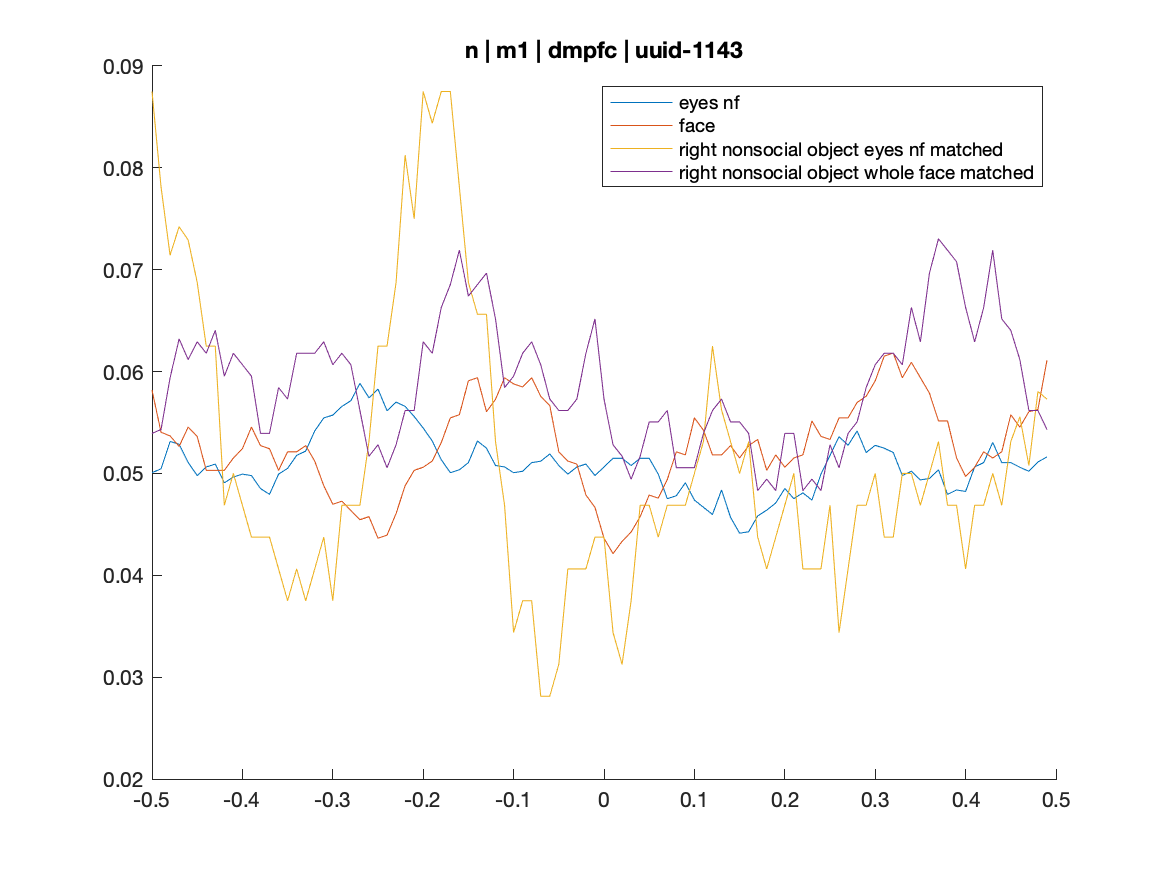 n | m1 | dmpfc | uuid-1143
0.09
0.08
0.07
0.06
0.05
0.04
0.03
0.02
eyes nf
face
right nonsocial object eyes nf matched
right nonsocial object whole face matched
-0.5 -0.4 -0.3 -0.2 -0.1 0 0.1 0.2 0.3 0.4 0.5